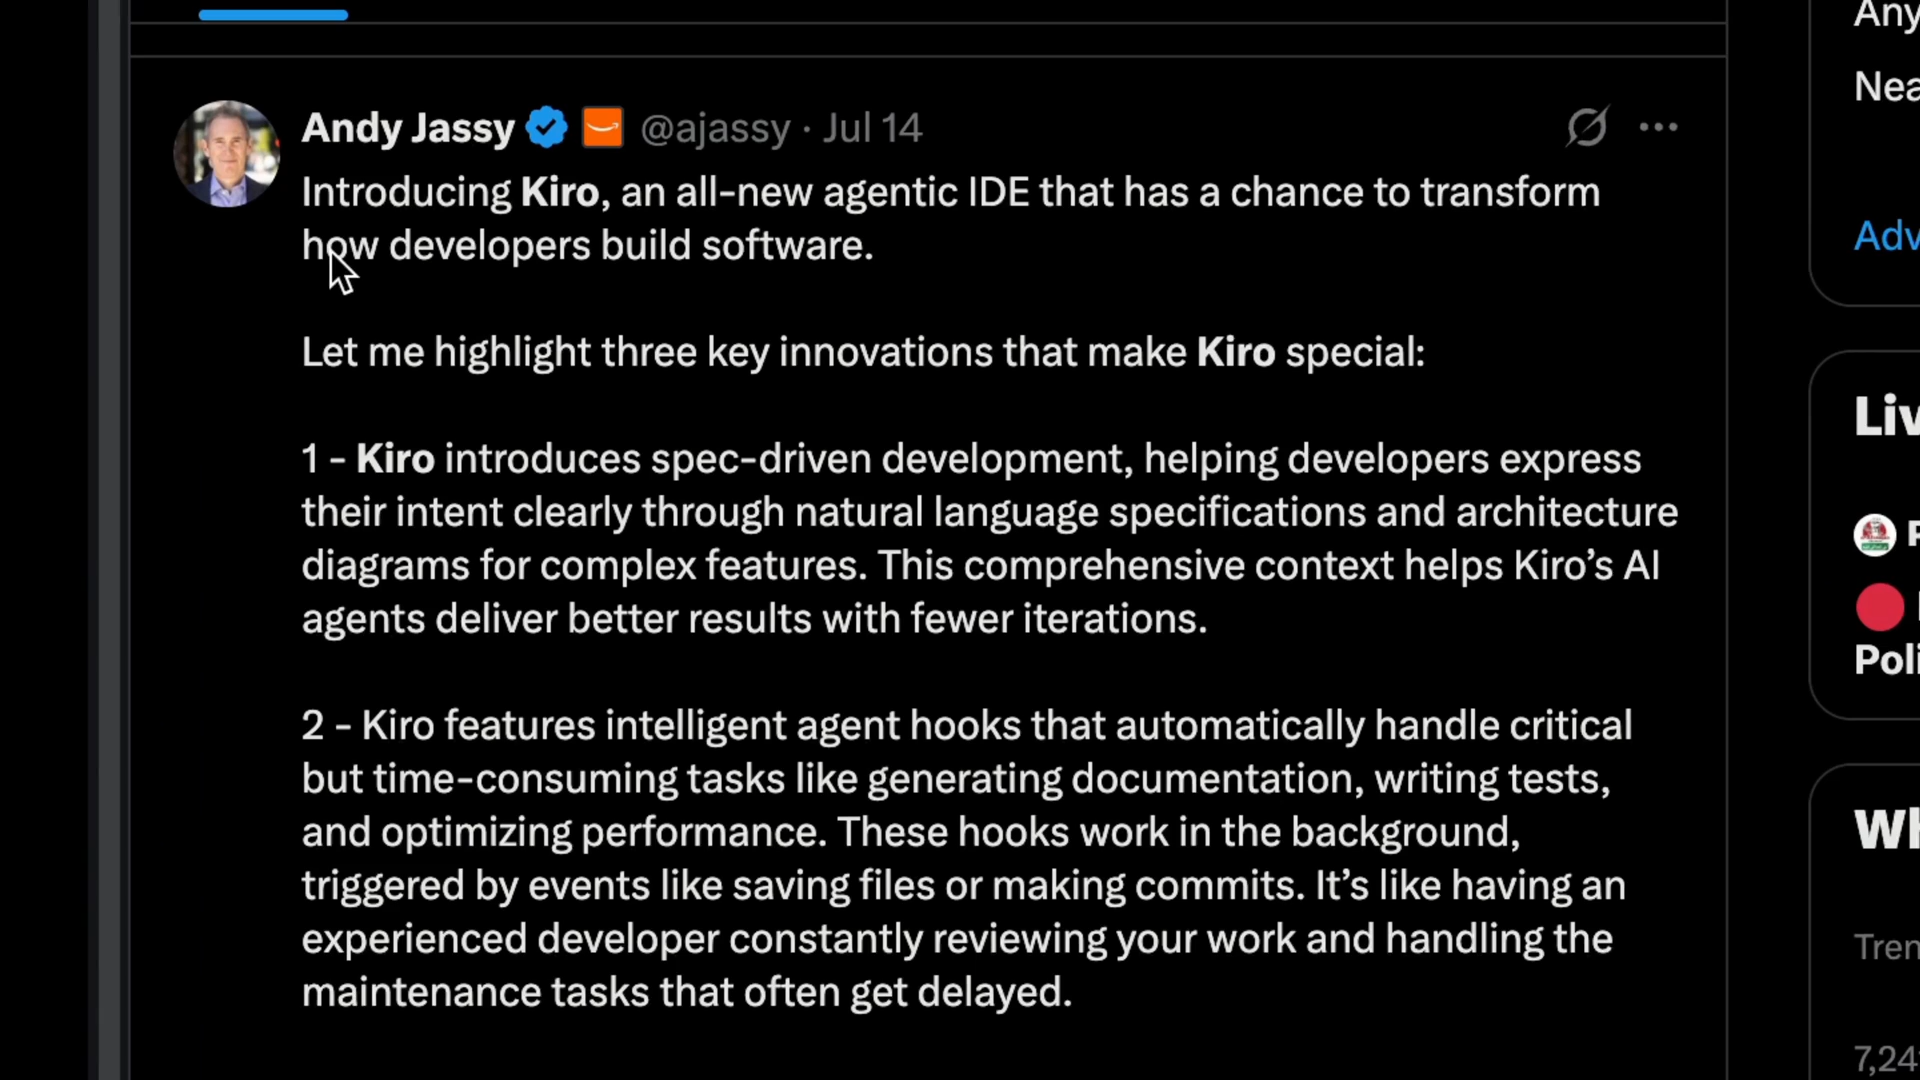 Any
Nea
Adv
Andy Jassy @ajassy · Jul 14
Introducing Kiro, an all-new agentic IDE that has a chance to transform
how developers build software.
Let me highlight three key innovations that make Kiro special:
1 - Kiro introduces spec-driven development, helping developers express
their intent clearly through natural language specifications and architecture
diagrams for complex features. This comprehensive context helps Kiro’s AI
agents deliver better results with fewer iterations.
2 - Kiro features intelligent agent hooks that automatically handle critical
but time-consuming tasks like generating documentation, writing tests,
and optimizing performance. These hooks work in the background,
triggered by events like saving files or making commits. It’s like having an
experienced developer constantly reviewing your work and handling the
maintenance tasks that often get delayed.
Liv
Poli
Wh
Tren
7,24